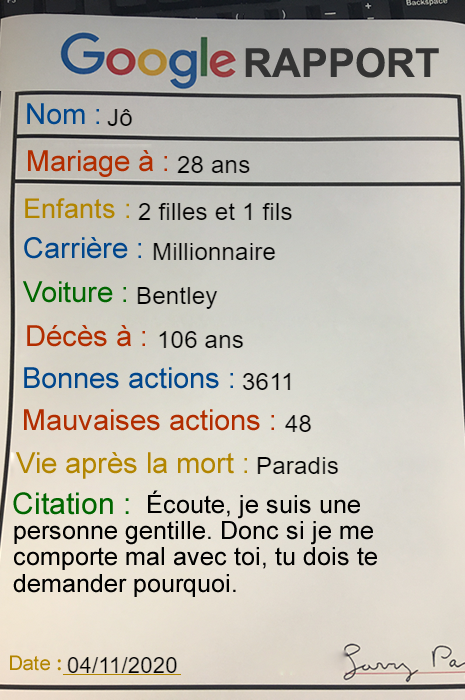 Backspace
Google RAPPORT
Nom : Jô
Mariage à : 28 ans
Enfants : 2 filles et 1 fils
Carrière : Millionnaire
Voiture : Bentley
Décès à : 106 ans
Bonnes actions : 3611
Mauvaises actions : 48
Vie après la mort : Paradis
Citation : Écoute, je suis une
personne gentille. Donc si je me
comporte mal avec toi, tu dois te
demander pourquoi.
Date : 04/11/2020